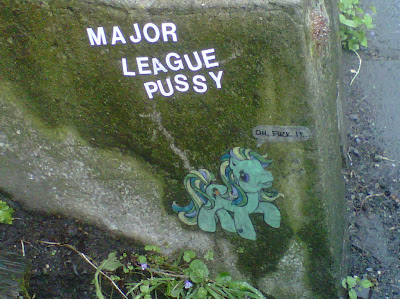 MAJOR
LEAGUE
PUSSY
OH, FUCK IT.